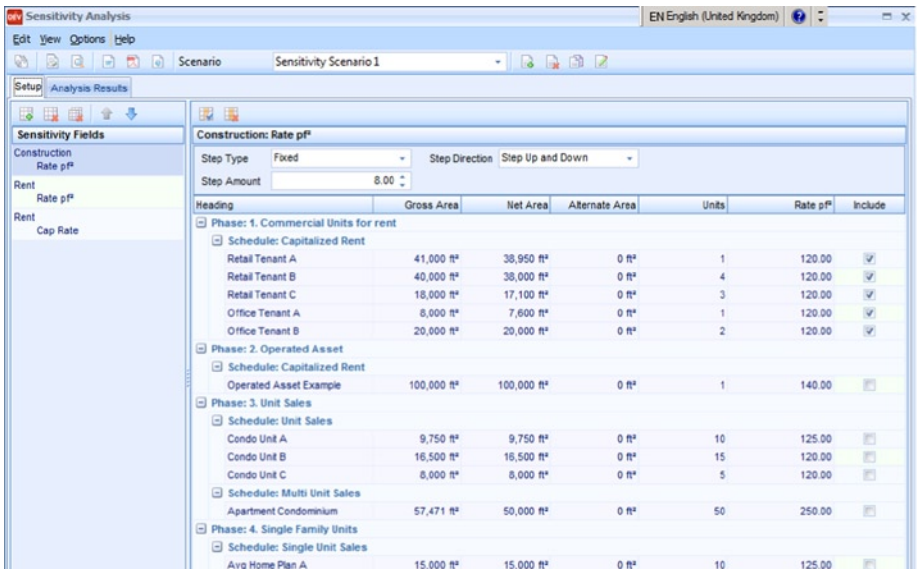 DEV Sensitivity Analysis
EN English (United Kingdom)
Edit View Options Help
Scenario Sensitivity Scenario 1
Setup Analysis Results
Sensitivity Fields
Construction
Rate pf²
Rent
Rate pf²
Rent
Cap Rate
Construction: Rate pf²
Step Type Fixed Step Direction Step Up and Down
Step Amount 8.00
Heading Gross Area Net Area Alternate Area Units Rate pf² Include
Phase: 1. Commercial Units for rent
Schedule: Capitalized Rent
Retail Tenant A 41,000 ft² 38,950 ft² 0 ft² 1 120.00
Retail Tenant B 40,000 ft² 38,000 ft² 0 ft² 4 120.00
Retail Tenant C 18,000 ft² 17,100 ft² 0 ft² 3 120.00
Office Tenant A 8,000 ft² 7,600 ft² 0 ft² 1 120.00
Office Tenant B 20,000 ft² 20,000 ft² 0 ft² 2 120.00
Phase: 2. Operated Asset
Schedule: Capitalized Rent
Operated Asset Example 100,000 ft² 100,000 ft² 0 ft² 1 140.00
Phase: 3. Unit Sales
Schedule: Unit Sales
Condo Unit A 9,750 ft² 9,750 ft² 0 ft² 10 125.00
Condo Unit B 16,500 ft² 16,500 ft² 0 ft² 15 120.00
Condo Unit C 8,000 ft² 8,000 ft² 0 ft² 5 120.00
Schedule: Multi Unit Sales
Apartment Condominium 57,471 ft² 50,000 ft² 0 ft² 50 250.00
Phase: 4. Single Family Units
Schedule: Single Unit Sales
Avg Home Plan A 15,000 ft² 15,000 ft² 0 ft² 10 125.00